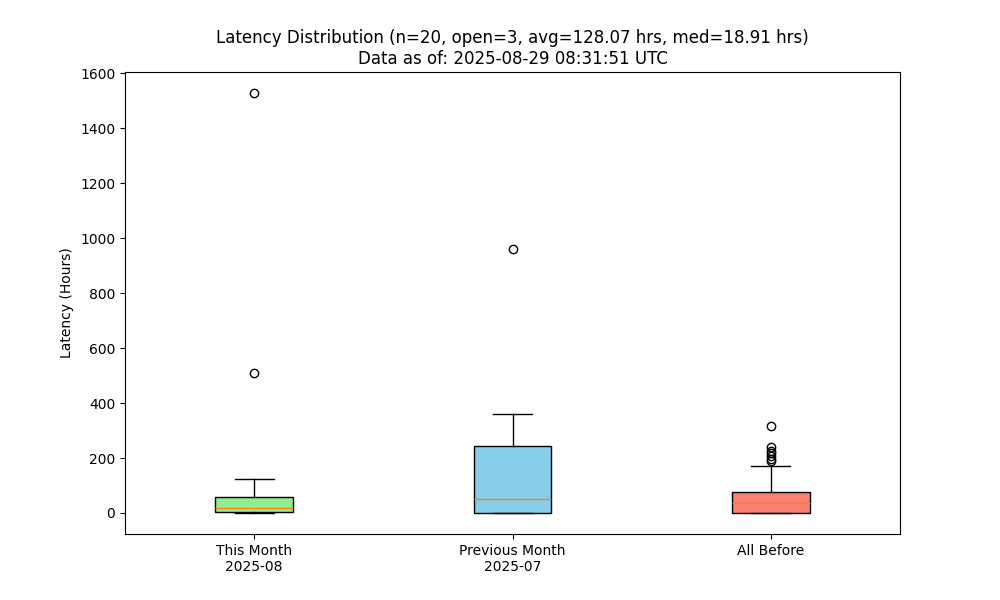 Latency Distribution (n=20, open=3, avg=128.07 hrs, med=18.91 hrs)
Data as of: 2025-08-29 08:31:51 UTC
Latency (Hours)
1600
1400
1200
1000
800
600
400
200
0
This Month
2025-08
Previous Month
2025-07
All Before